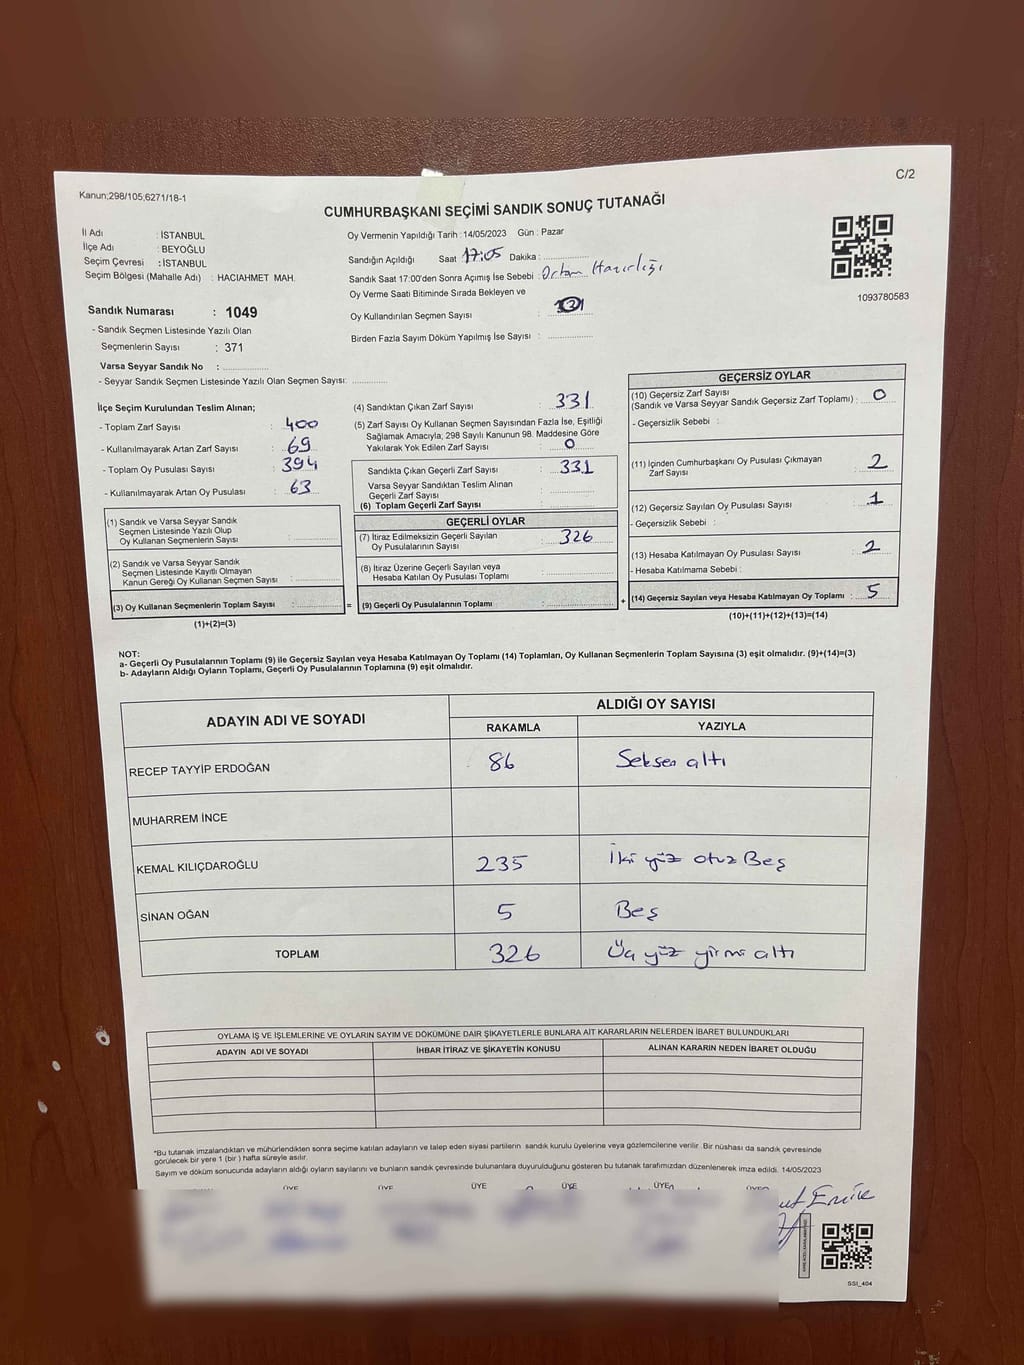 C/2
Kanun;298/105;6271/18-1
CUMHURBAŞKANI SEÇİMİ SANDIK SONUÇ TUTANAĞI
İl Adı : İSTANBUL
İlçe Adı : BEYOĞLU
Seçim Çevresi : İSTANBUL
Seçim Bölgesi (Mahalle Adı) : HACIAHMET MAH.
Sandık Numarası : 1049
- Sandık Seçmen Listesinde Yazılı Olan
Seçmenlerin Sayısı : 371
Varsa Seyyar Sandık No :
- Seyyar Sandık Seçmen Listesinde Yazılı Olan Seçmen Sayısı:
Oy Vermenin Yapıldığı Tarih : 14/05/2023 Gün : Pazar
Sandığın Açıldığı Saat 17:05 Dakika :
Sandık Saat 17:00'den Sonra Açımış İse Sebebi : Ortam Hazırlığı
Oy Verme Saati Bitiminde Sırada Bekleyen ve
Oy Kullandırılan Seçmen Sayısı :
Birden Fazla Sayım Döküm Yapılmış İse Sayısı :
1093780583
İlçe Seçim Kurulundan Teslim Alınan;
- Toplam Zarf Sayısı : 400
- Kullanılmayarak Artan Zarf Sayısı : 69
- Toplam Oy Pusulası Sayısı : 394
- Kullanılmayarak Artan Oy Pusulası : 63
(1) Sandık ve Varsa Seyyar Sandık
Seçmen Listesinde Yazılı Olup
Oy Kullanan Seçmenlerin Sayısı :
(2) Sandık ve Varsa Seyyar Sandık
Seçmen Listesinde Kayıtlı Olmayan
Kanun Gereği Oy Kullanan Seçmen Sayısı :
(3) Oy Kullanan Seçmenlerin Toplam Sayısı :
(1)+(2)=(3)
(4) Sandıktan Çıkan Zarf Sayısı : 331
(5) Zarf Sayısı Oy Kullanan Seçmen Sayısından Fazla İse, Eşitliği
Sağlamak Amacıyla; 298 Sayılı Kanunun 98. Maddesine Göre
Yakılarak Yok Edilen Zarf Sayısı : 0
Sandıkta Çıkan Geçerli Zarf Sayısı : 331
Varsa Seyyar Sandıktan Teslim Alınan
Geçerli Zarf Sayısı :
(6) Toplam Geçerli Zarf Sayısı :
GEÇERLİ OYLAR
(7) İtiraz Edilmeksizin Geçerli Sayılan
Oy Pusulalarının Sayısı : 326
(8) İtiraz Üzerine Geçerli Sayılan veya
Hesaba Katılan Oy Pusulası Toplamı :
= (9) Geçerli Oy Pusulalarının Toplamı :
GEÇERSİZ OYLAR
(10) Geçersiz Zarf Sayısı
(Sandık ve Varsa Seyyar Sandık Geçersiz Zarf Toplamı) : 0
- Geçersizlik Sebebi :
(11) İçinden Cumhurbaşkanı Oy Pusulası Çıkmayan
Zarf Sayısı : 2
(12) Geçersiz Sayılan Oy Pusulası Sayısı : 1
- Geçersizlik Sebebi :
(13) Hesaba Katılmayan Oy Pusulası Sayısı : 2
- Hesaba Katılmama Sebebi :
+ (14) Geçersiz Sayılan veya Hesaba Katılmayan Oy Toplamı : 5
(10)+(11)+(12)+(13)=(14)
NOT:
a- Geçerli Oy Pusulalarının Toplamı (9) ile Geçersiz Sayılan veya Hesaba Katılmayan Oy Toplamı (14) Toplamları, Oy Kullanan Seçmenlerin Toplam Sayısına (3) eşit olmalıdır. (9)+(14)=(3)
b- Adayların Aldığı Oyların Toplamı, Geçerli Oy Pusulalarının Toplamına (9) eşit olmalıdır.
ADAYIN ADI VE SOYADI
ALDIĞI OY SAYISI
RAKAMLA YAZIYLA
RECEP TAYYİP ERDOĞAN 86 Seksen altı
MUHARREM İNCE
KEMAL KILIÇDAROĞLU 235 İki yüz otuz Beş
SİNAN OĞAN 5 Beş
TOPLAM 326 Üç yüz yirmi altı
OYLAMA İŞ VE İŞLEMLERİNE VE OYLARIN SAYIM VE DÖKÜMÜNE DAİR ŞİKAYETLERLE BUNLARA AİT KARARLARIN NELERDEN İBARET BULUNDUKLARI
ADAYIN ADI VE SOYADI İHBAR İTİRAZ VE ŞİKAYETİN KONUSU ALINAN KARARIN NEDEN İBARET OLDUĞU
*Bu tutanak imzalandıktan ve mühürlendikten sonra seçime katılan adayların ve talep eden siyasi partilerin sandık kurulu üyelerine veya gözlemcilerine verilir. Bir nüshası da sandık çevresinde
görülecek bir yere 1 (bir) hafta süreyle asılır.
Sayım ve döküm sonucunda adayların aldığı oyların sayılarını ve bunların sandık çevresinde bulunanlara duyurulduğunu gösteren bu tutanak tarafımızdan düzenlenerek imza edildi. 14/05/2023
ÜYE ÜYE ÜYE ÜYE ÜYE
SSİ_404